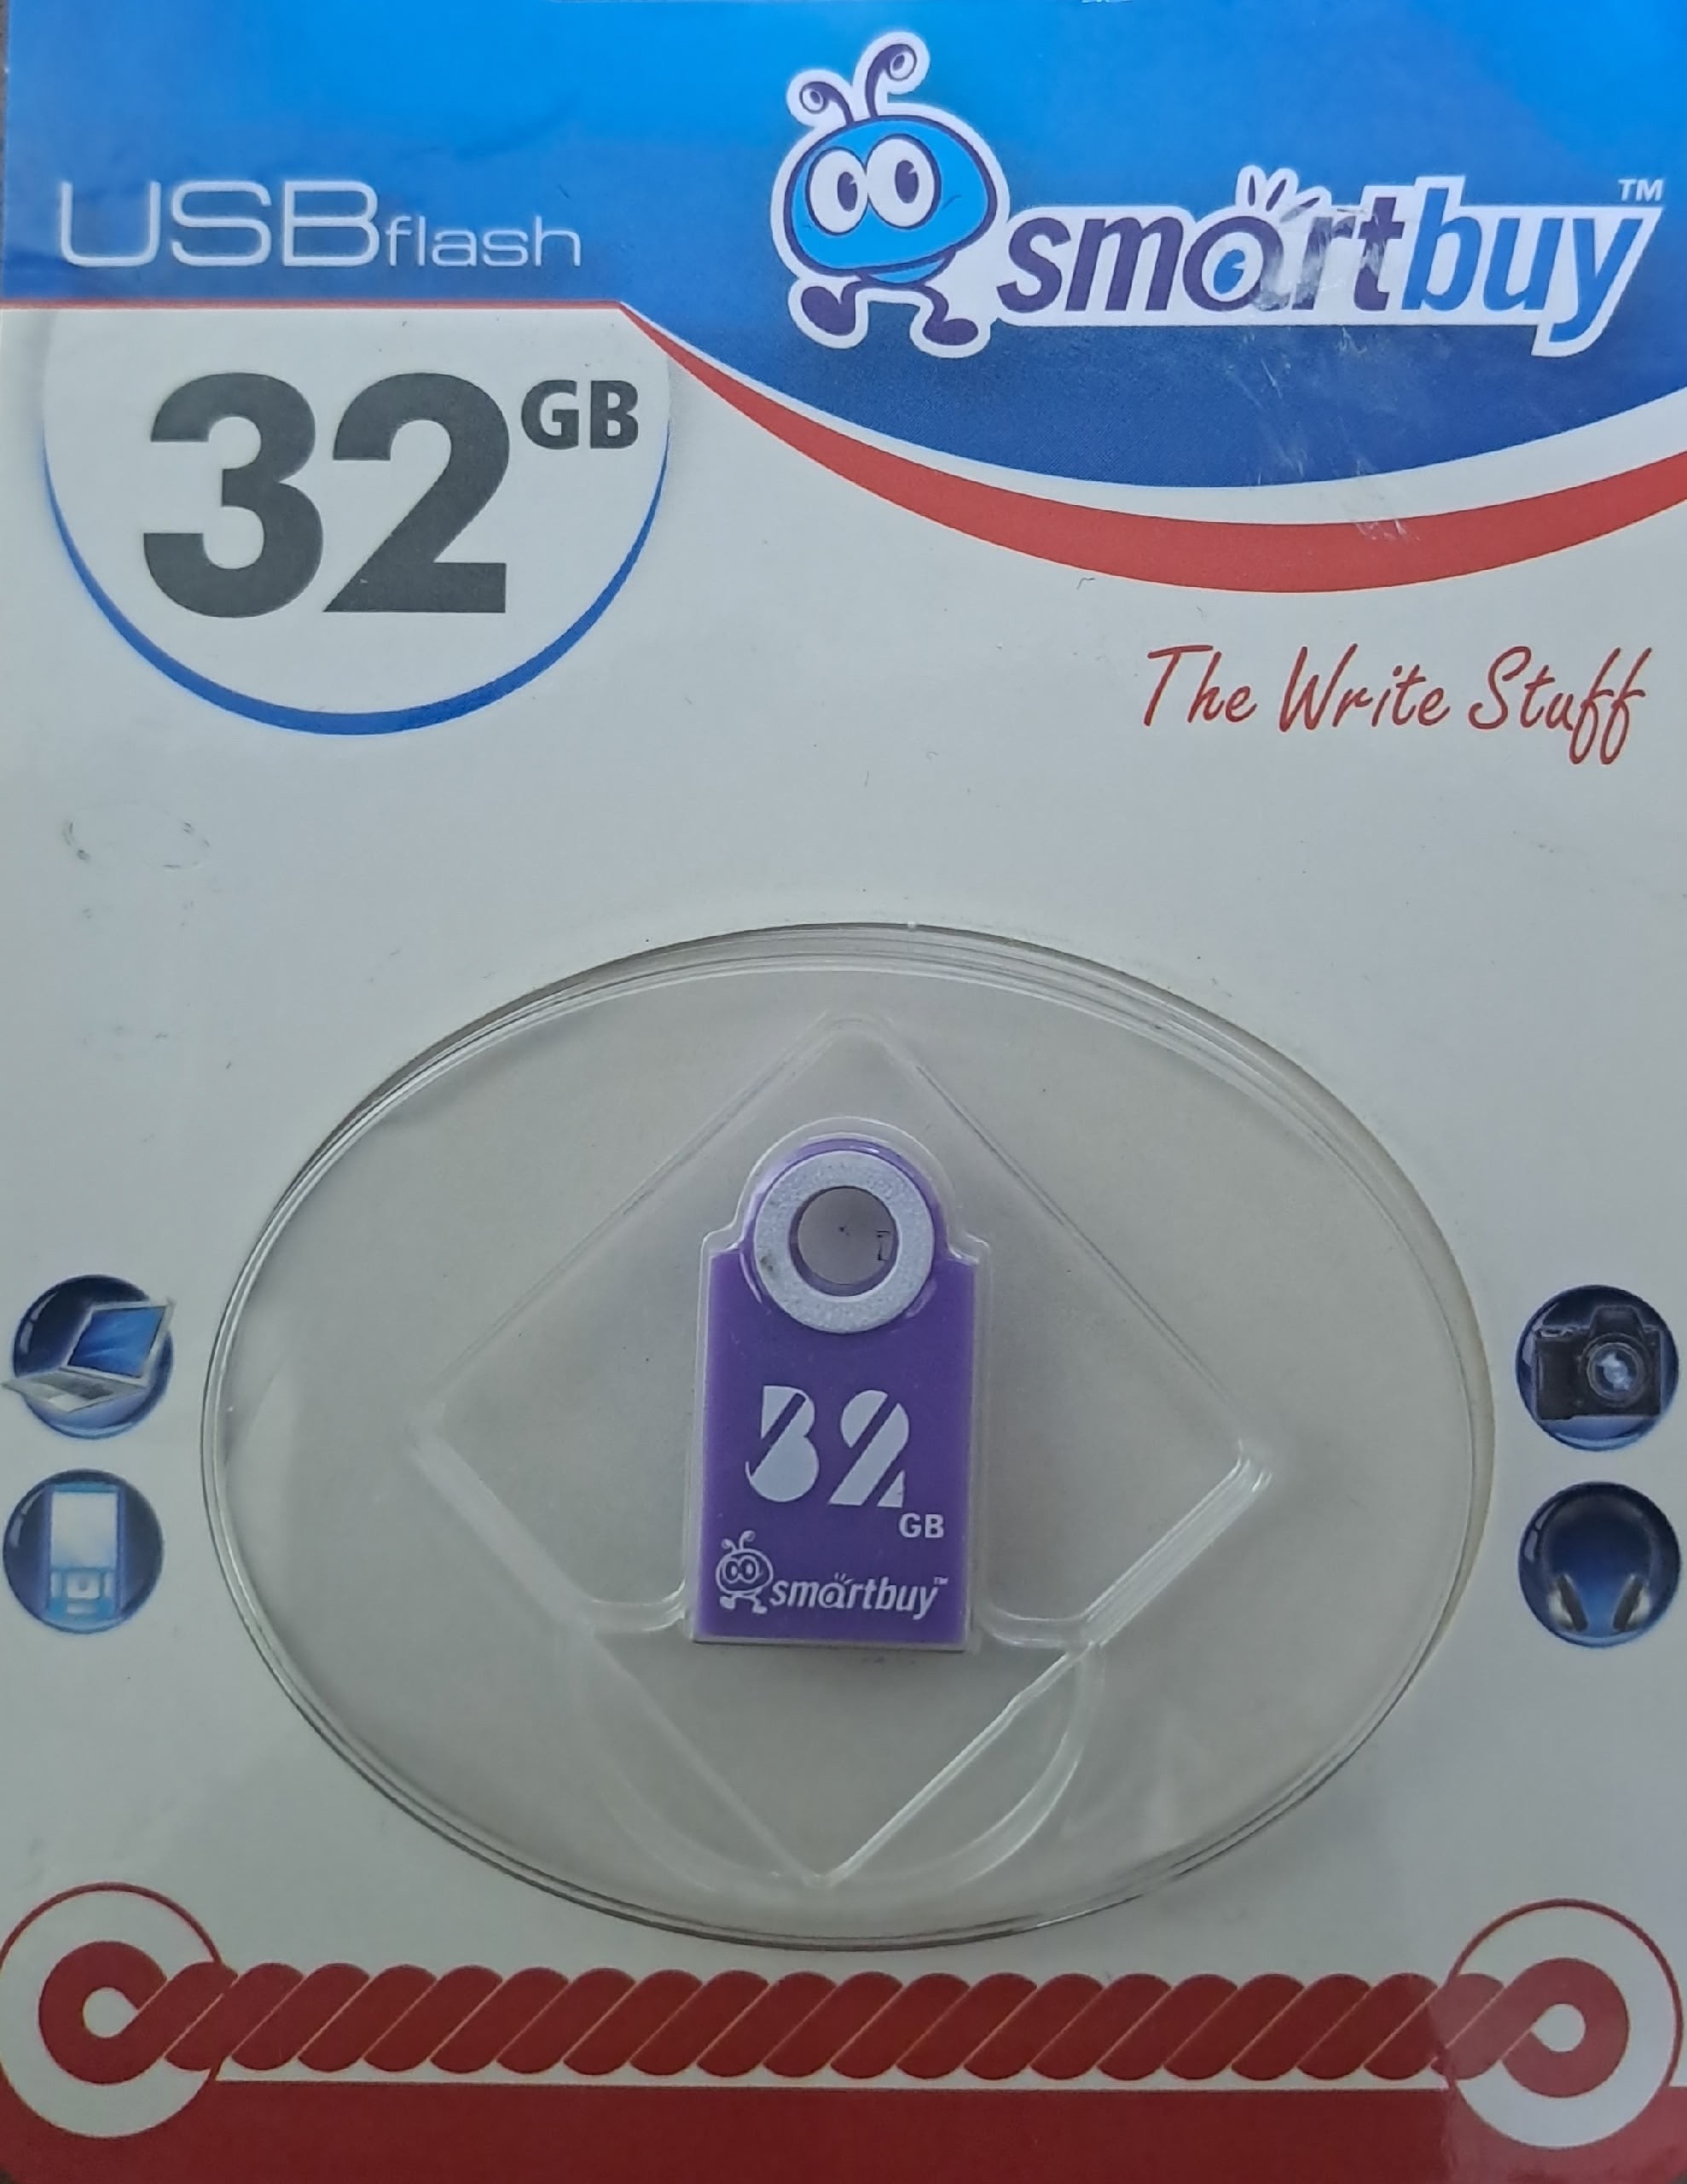 USBflash
smartbuy™
32GB
The Write Stuff
32
GB
smartbuy™